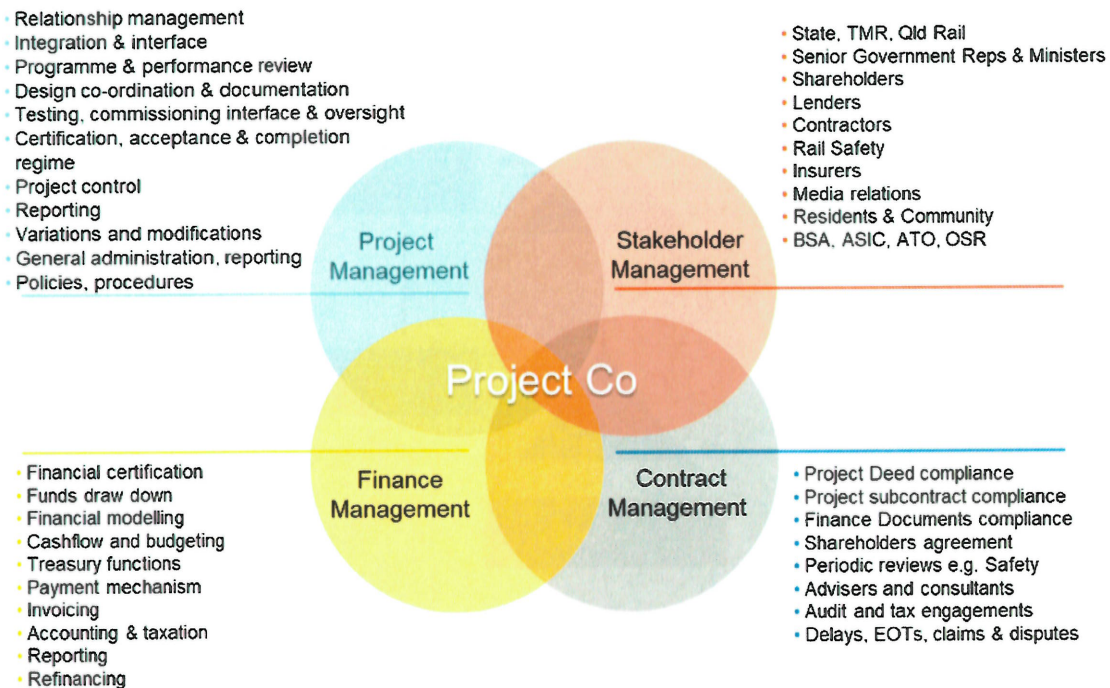 Relationship management
Integration & interface
Programme & performance review
Design co-ordination & documentation
Testing, commissioning interface & oversight
Certification, acceptance & completion
regime
Project control
Reporting
Variations and modifications
General administration, reporting
Policies, procedures
State, TMR, Qld Rail
Senior Government Reps & Ministers
Shareholders
Lenders
Contractors
Rail Safety
Insurers
Media relations
Residents & Community
BSA, ASIC, ATO, OSR
Project
Management
Stakeholder
Management
Project Co
Finance
Management
Contract
Management
Financial certification
Funds draw down
Financial modelling
Cashflow and budgeting
Treasury functions
Payment mechanism
Invoicing
Accounting & taxation
Reporting
Refinancing
Project Deed compliance
Project subcontract compliance
Finance Documents compliance
Shareholders agreement
Periodic reviews e.g. Safety
Advisers and consultants
Audit and tax engagements
Delays, EOTs, claims & disputes